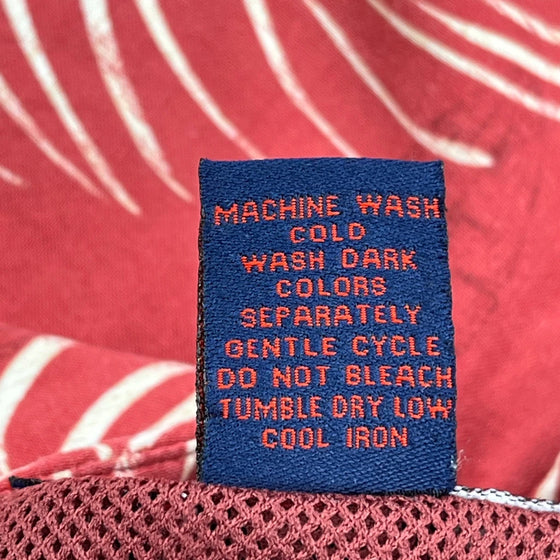 MACHINE WASH
COLD
WASH DARK
COLORS
SEPARATELY
GENTLE CYCLE
DO NOT BLEACH
TUMBLE DRY LOW
COOL IRON